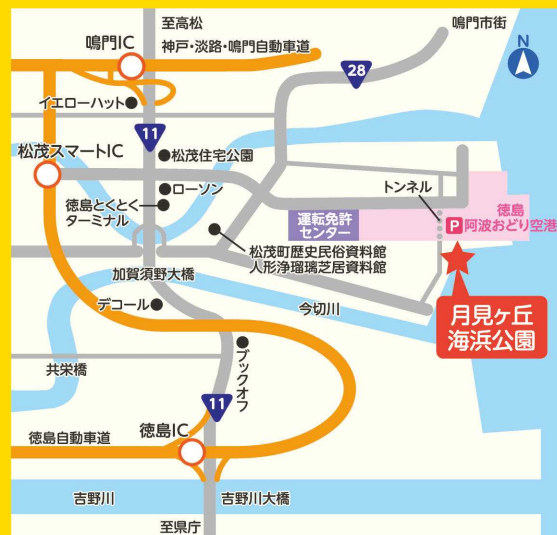 至高松
鳴門市街
鳴門IC
神戸・淡路・鳴門自動車道
N
28
イエローハット
11
松茂住宅公園
松茂スマートIC
ローソン
トンネル
徳島とくとく
ターミナル
運転免許
センター
P
徳島
阿波おどり空港
松茂町歴史民俗資料館
人形浄瑠璃芝居資料館
加賀須野大橋
今切川
月見ヶ丘
海浜公園
デコール
共栄橋
ブックオフ
11
徳島IC
徳島自動車道
吉野川
吉野川大橋
至県庁